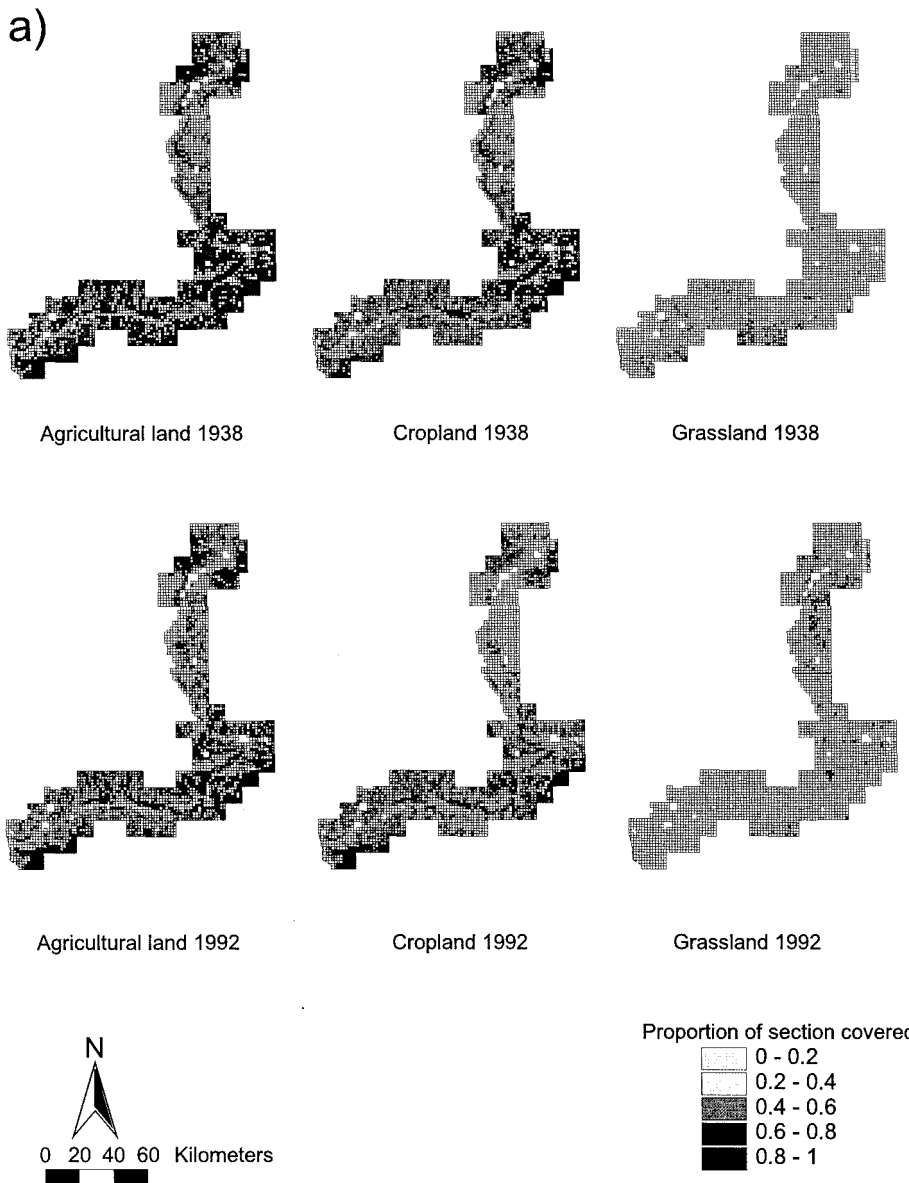 a)
Agricultural land 1938
Cropland 1938
Grassland 1938
Agricultural land 1992
Cropland 1992
Grassland 1992
N
0 20 40 60 Kilometers
Proportion of section covered
0 - 0.2
0.2 - 0.4
0.4 - 0.6
0.6 - 0.8
0.8 - 1